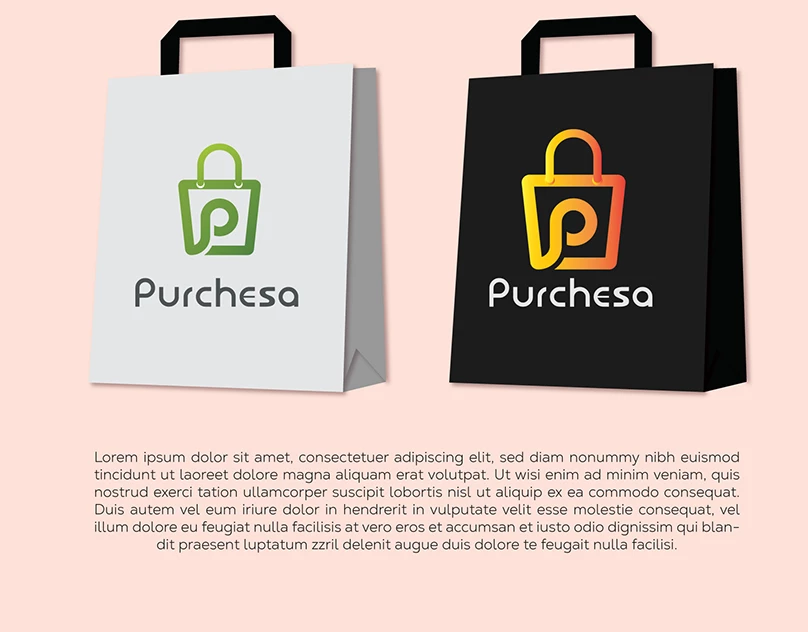 Purchesa
Purchesa
Lorem ipsum dolor sit amet, consectetuer adipiscing elit, sed diam nonummy nibh euismod
tincidunt ut laoreet dolore magna aliquam erat volutpat. Ut wisi enim ad minim veniam, quis
nostrud exerci tation ullamcorper suscipit lobortis nisl ut aliquip ex ea commodo consequat.
Duis autem vel eum iriure dolor in hendrerit in vulputate velit esse molestie consequat, vel
illum dolore eu feugiat nulla facilisis at vero eros et accumsan et iusto odio dignissim qui blan-
dit praesent luptatum zzril delenit augue duis dolore te feugait nulla facilisi.